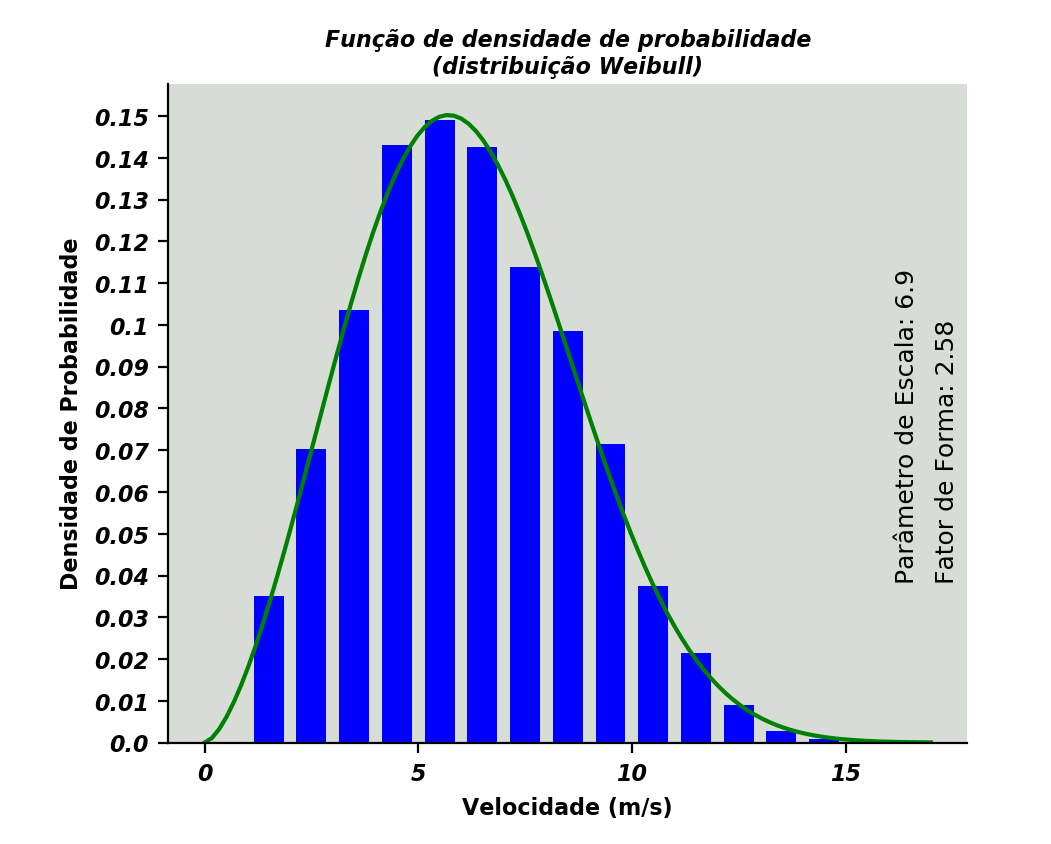 Função de densidade de probabilidade
(distribuição Weibull)
Densidade de Probabilidade
0.15
0.14
0.13
0.12
0.11
0.1
0.09
0.08
0.07
0.06
0.05
0.04
0.03
0.02
0.01
0.0
Parâmetro de Escala: 6.9
Fator de Forma: 2.58
0 5 10 15
Velocidade (m/s)